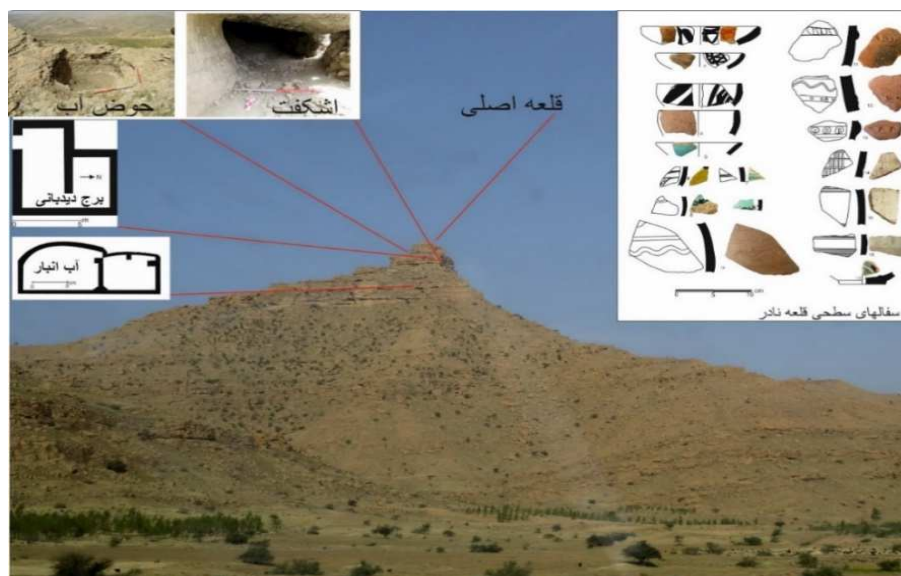 حوض آب
اشکفت
قلعه اصلی
برج دیدبانی
آب انبار
سفالهای سطحی قلعه نادر